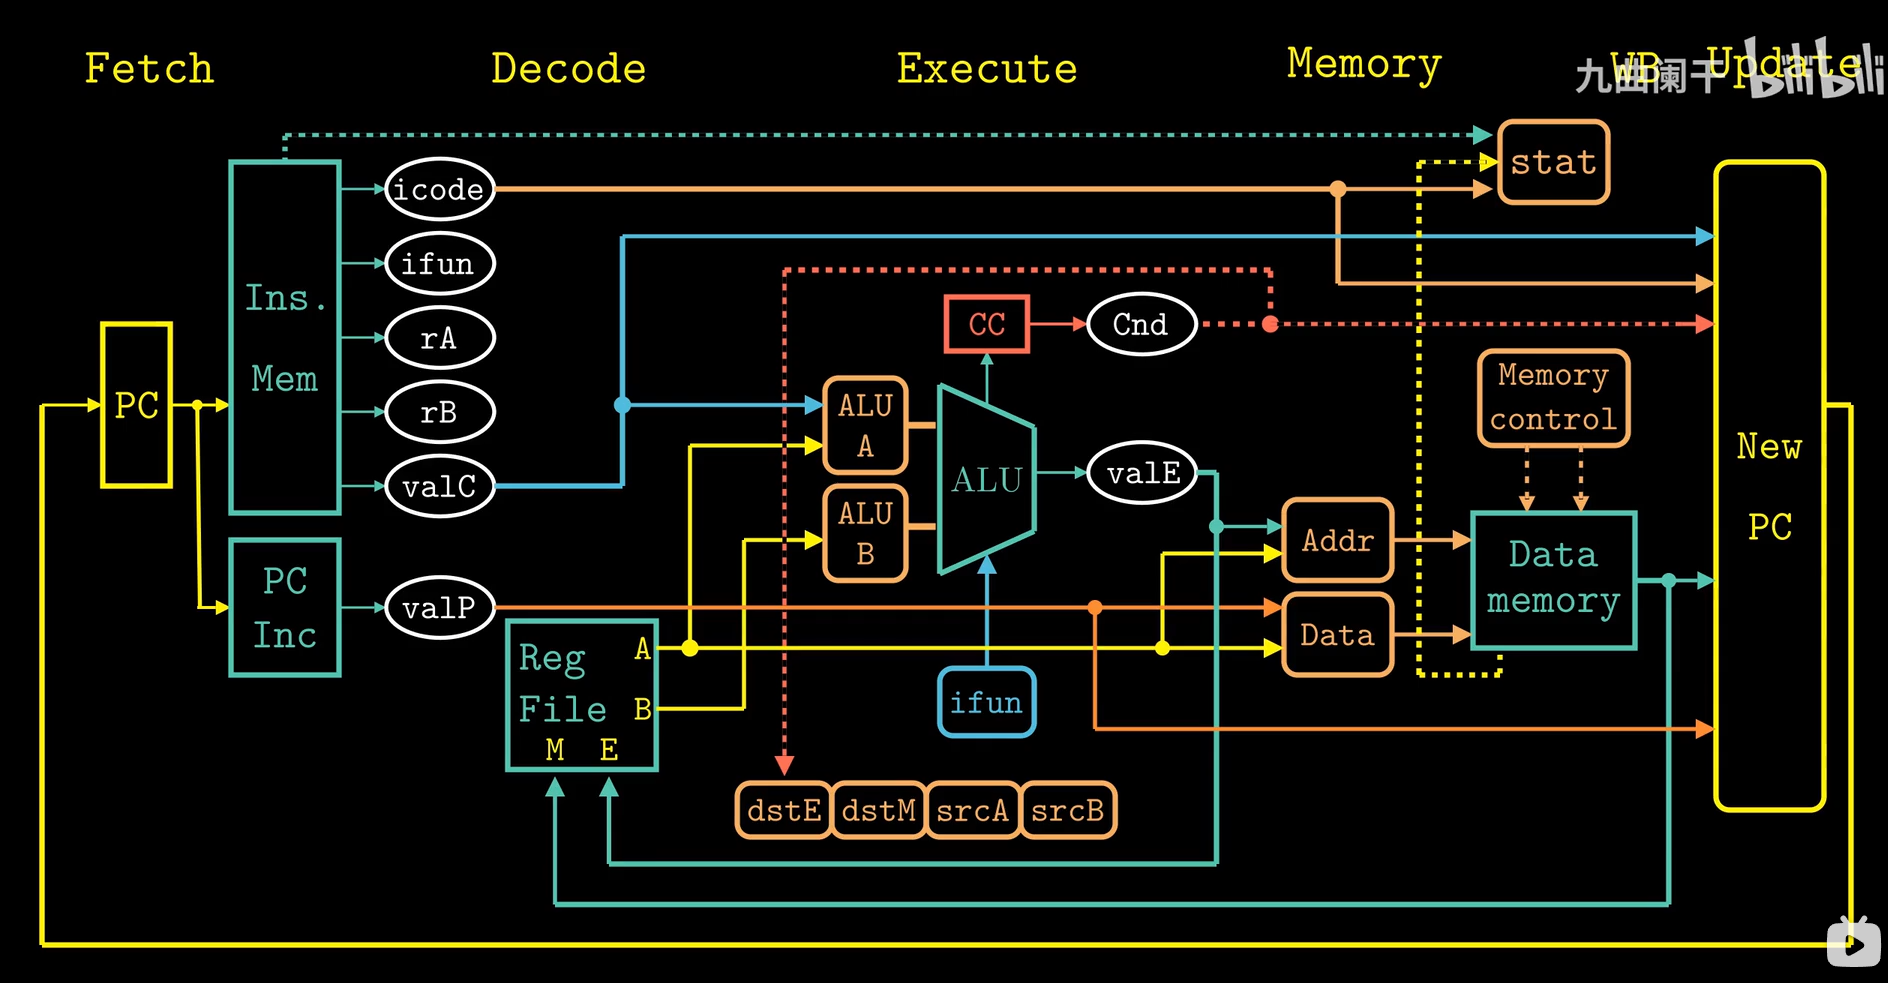 Fetch
Decode
Execute
Memory
WB
Update
九曲阑干
bilibili
stat
icode
ifun
rA
rB
valC
Ins.
Mem
PC
PC
Inc
valP
CC
Cnd
ALU
A
ALU
B
ALU
valE
Memory
control
Addr
Data
Data
memory
New
PC
Reg
File
A
B
M E
ifun
dstE dstM srcA srcB